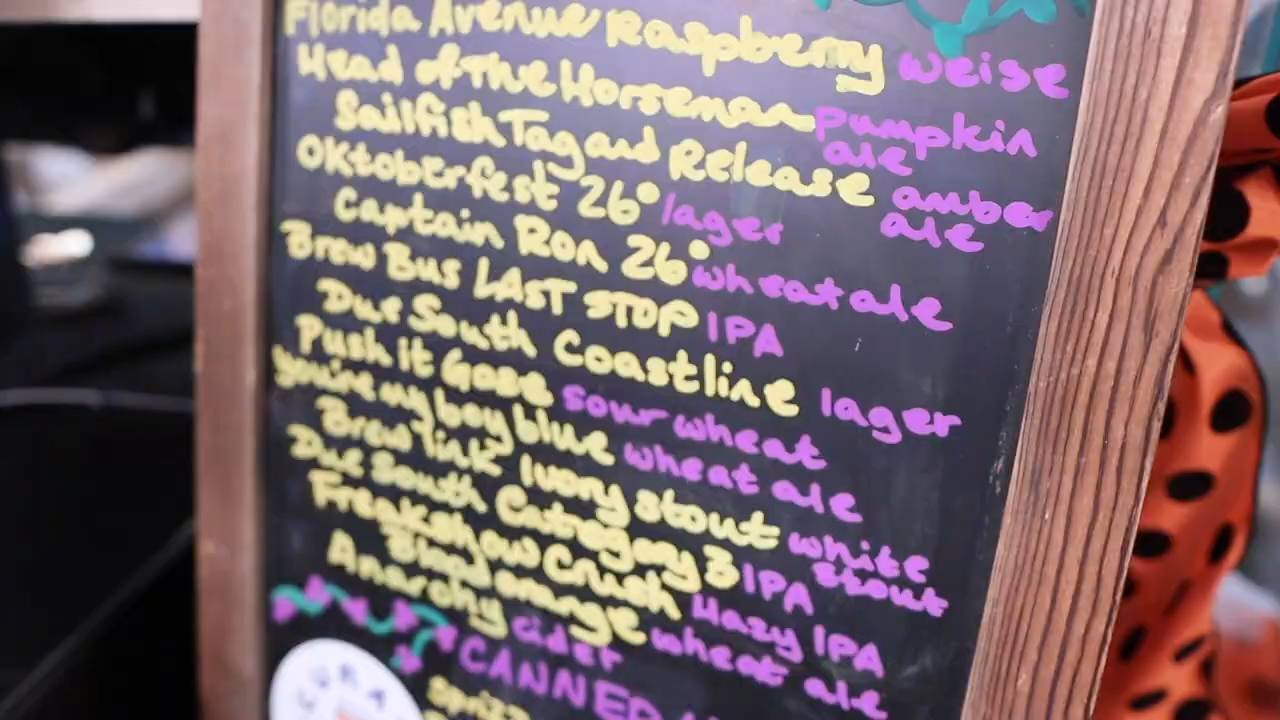 Florida Avenue Raspberry weise
Head of The Horseman pumpkin ale
Sailfish Tag and Release amber ale
Oktoberfest 26° lager
Captain Ron 26° wheat ale
Brew Bus LAST STOP IPA
Due South Coastline lager
Push it Gose sour wheat
you're my boy blue wheat ale
Brew link Ivory stout white stout
Due South Category 3 IPA
Freakshow Crush Hazy IPA
Blood orange wheat ale
Anarchy cider
CANNED
Spritz
CURA